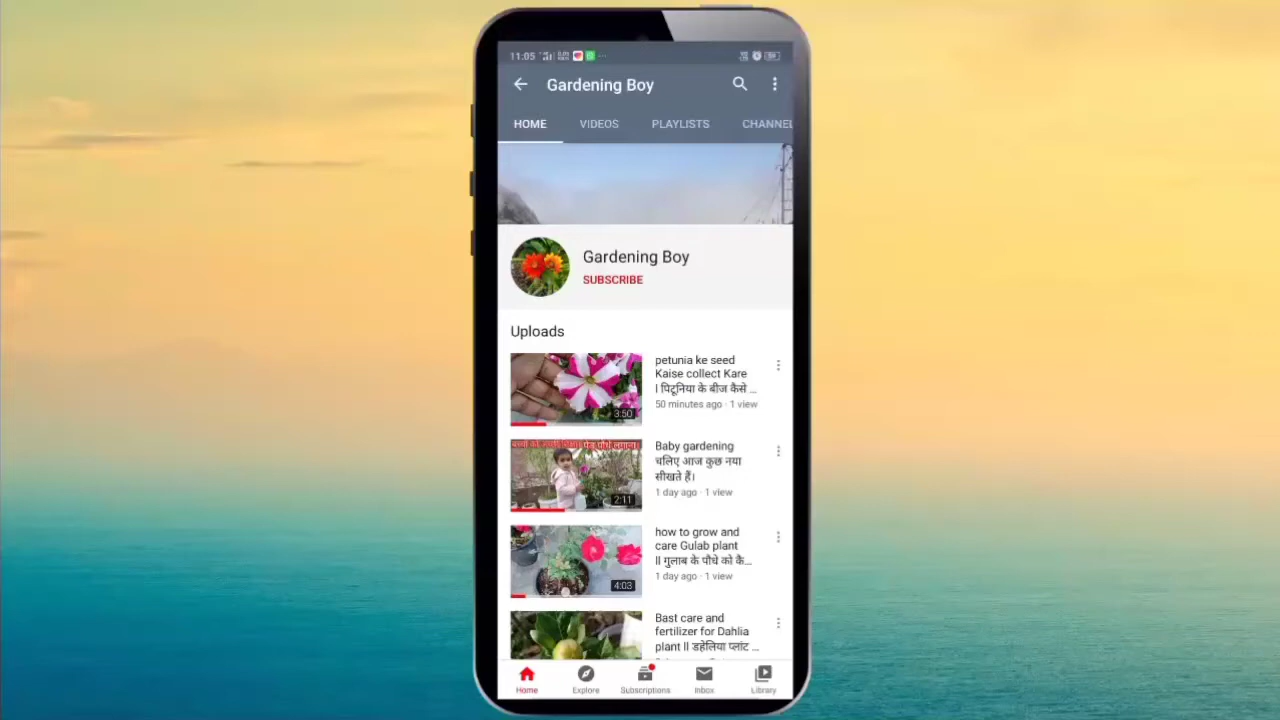 11:05
Gardening Boy
HOME VIDEOS PLAYLISTS CHANNEL
Gardening Boy
SUBSCRIBE
Uploads
petunia ke seed
Kaise collect Kare
l पिटूनिया के बीज कैसे ...
50 minutes ago · 1 view
3:50
Baby gardening
चलिए आज कुछ नया
सीखते हैं।
1 day ago · 1 view
पेड़ पौधे लगाना
2:11
how to grow and
care Gulab plant
ll गुलाब के पौधे को कै...
1 day ago · 1 view
4:03
Bast care and
fertilizer for Dahlia
plant ll डहेलिया प्लांट ...
Home Explore Subscriptions Inbox Library